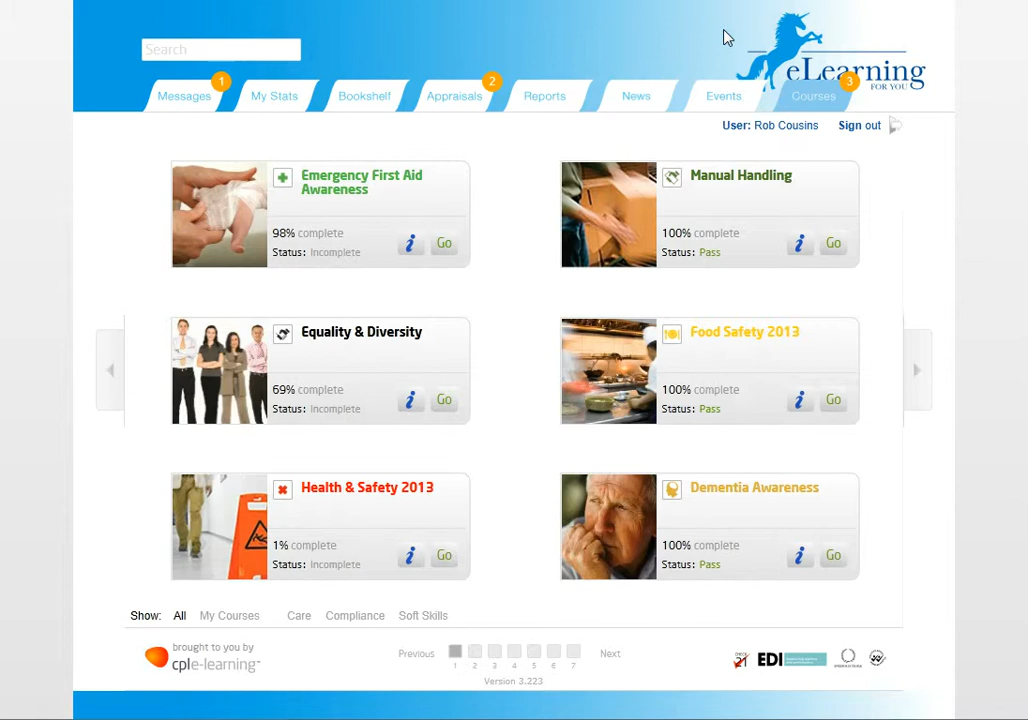 Search
eLearning
FOR YOU
1
2
3
Messages
My Stats
Bookshelf
Appraisals
Reports
News
Events
Courses
User: Rob Cousins
Sign out
Emergency First Aid
Awareness
98% complete
Status: Incomplete
i
Go
Manual Handling
100% complete
Status: Pass
i
Go
Equality & Diversity
69% complete
Status: Incomplete
i
Go
Food Safety 2013
100% complete
Status: Pass
i
Go
Health & Safety 2013
1% complete
Status: Incomplete
i
Go
Dementia Awareness
100% complete
Status: Pass
i
Go
Show: All My Courses Care Compliance Soft Skills
brought to you by
cpl e-learning™
Previous
1 2 3 4 5 6 7
Next
Version 3.223
EDI